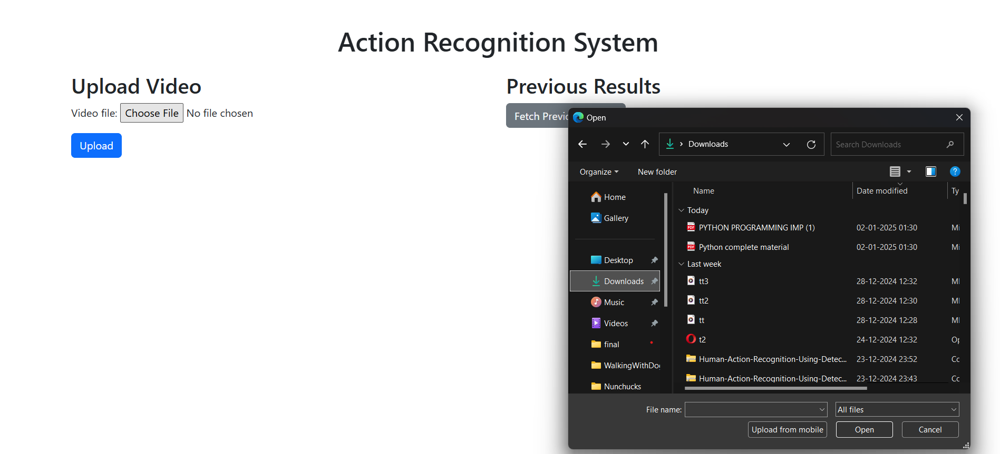 Action Recognition System
Upload Video
Video file: Choose File No file chosen
Upload
Previous Results
Fetch Previo
Open
Downloads
Search Downloads
Organize
New folder
Home
Gallery
Desktop
Downloads
Music
Videos
final
WalkingWithDog
Nunchucks
Name Date modified Ty
Today
PYTHON PROGRAMMING IMP (1) 02-01-2025 01:30 Mi
Python complete material 02-01-2025 01:30 Mi
Last week
tt3 28-12-2024 12:32 MI
tt2 28-12-2024 12:30 MI
tt 28-12-2024 12:28 MI
t2 24-12-2024 12:32 Op
Human-Action-Recognition-Using-Detec... 23-12-2024 23:52 Co
Human-Action-Recognition-Using-Detec... 23-12-2024 23:43 Co
File name:
All files
Upload from mobile
Open
Cancel